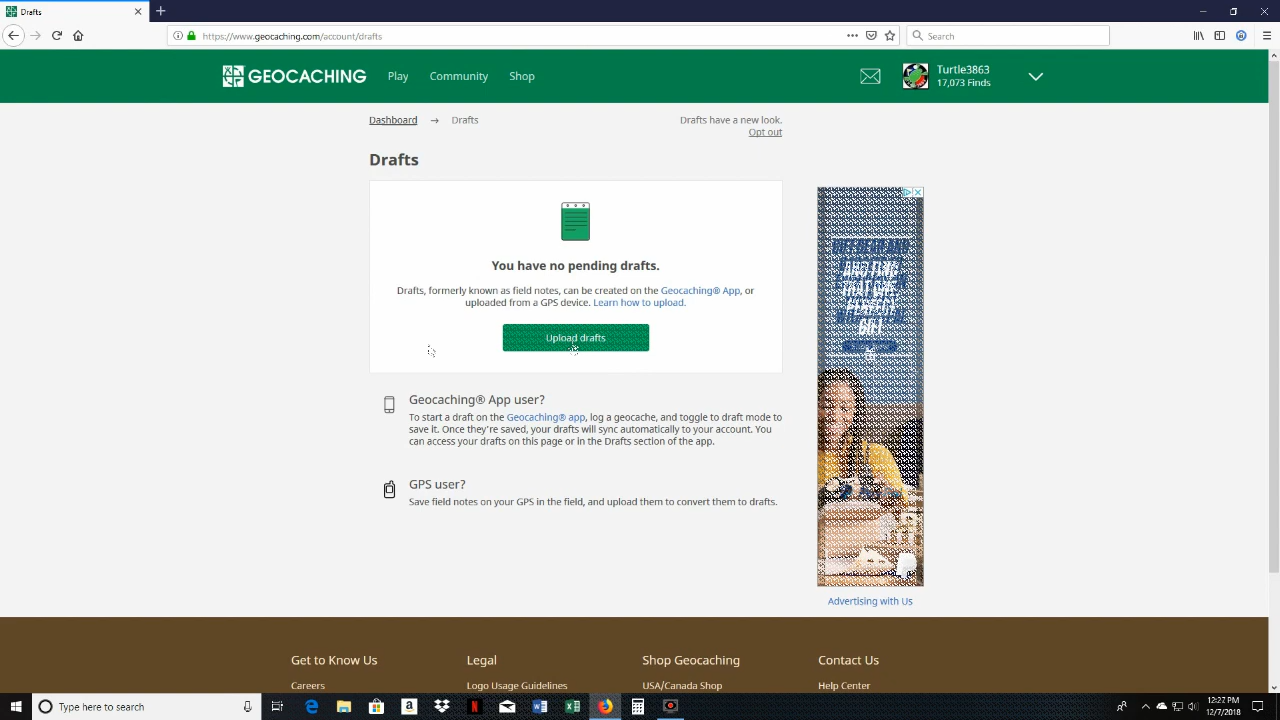 Drafts
https://www.geocaching.com/account/drafts
Search
GEOCACHING
Play
Community
Shop
Turtle3863
17,073 Finds
Dashboard → Drafts
Drafts have a new look.
Opt out
Drafts
You have no pending drafts.
Drafts, formerly known as field notes, can be created on the Geocaching® App, or
uploaded from a GPS device. Learn how to upload.
Upload drafts
Geocaching® App user?
To start a draft on the Geocaching® app, log a geocache, and toggle to draft mode to
save it. Once they're saved, your drafts will sync automatically to your account. You
can access your drafts on this page or in the Drafts section of the app.
GPS user?
Save field notes on your GPS in the field, and upload them to convert them to drafts.
Advertising with Us
Get to Know Us
Legal
Shop Geocaching
Contact Us
Careers
Logo Usage Guidelines
USA/Canada Shop
Help Center
Type here to search
12:27 PM
12/7/2018